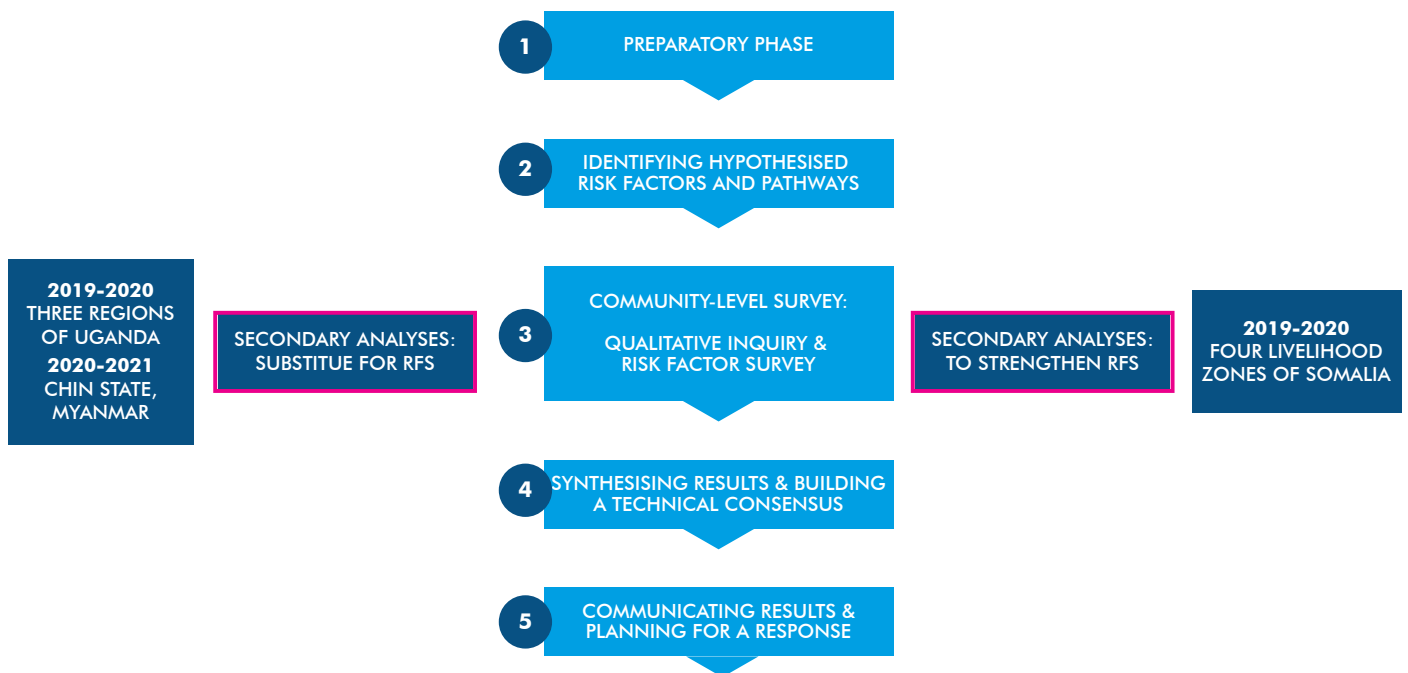 1
PREPARATORY PHASE
2
IDENTIFYING HYPOTHESISED
RISK FACTORS AND PATHWAYS
2019-2020
THREE REGIONS
OF UGANDA
2020-2021
CHIN STATE,
MYANMAR
SECONDARY ANALYSES:
SUBSTITUE FOR RFS
3
COMMUNITY-LEVEL SURVEY:
QUALITATIVE INQUIRY &
RISK FACTOR SURVEY
SECONDARY ANALYSES:
TO STRENGTHEN RFS
2019-2020
FOUR LIVELIHOOD
ZONES OF SOMALIA
4
SYNTHESISING RESULTS & BUILDING
A TECHNICAL CONSENSUS
5
COMMUNICATING RESULTS &
PLANNING FOR A RESPONSE